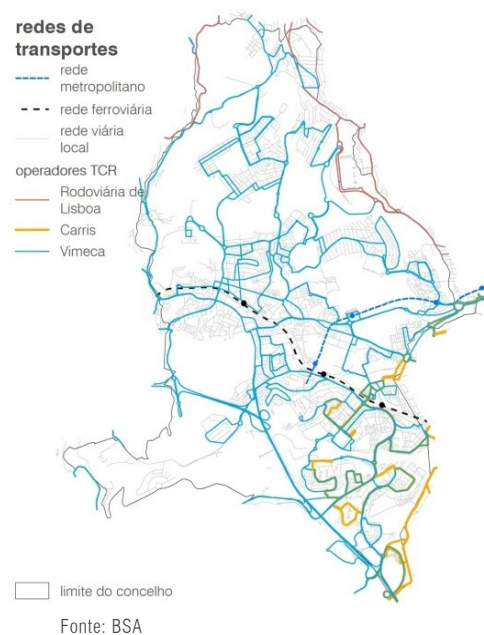 redes de
transportes
rede
metropolitano
rede ferroviária
rede viária
local
operadores TCR
Rodoviária de
Lisboa
Carris
Vimeca
limite do concelho
Fonte: BSA